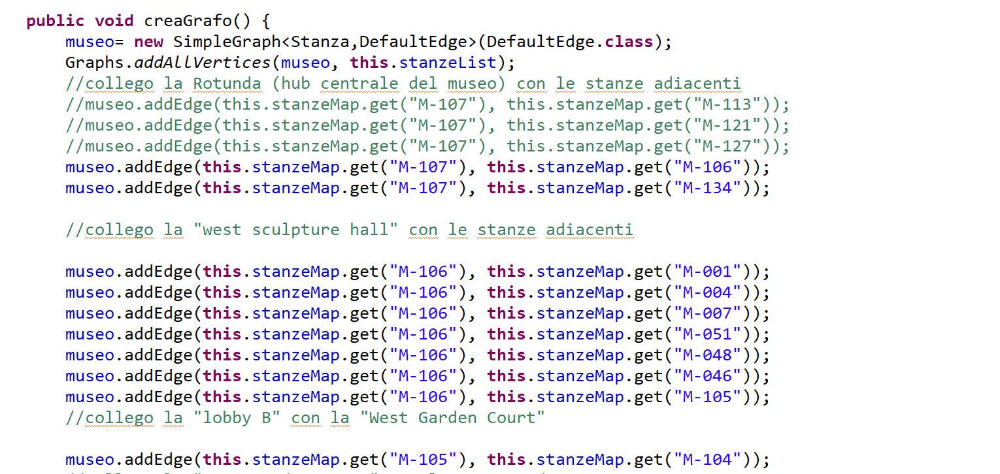 public void creaGrafo() {
museo= new SimpleGraph<Stanza,DefaultEdge>(DefaultEdge.class);
Graphs.addAllVertices(museo, this.stanzeList);
//collego la Rotunda (hub centrale del museo) con le stanze adiacenti
//museo.addEdge(this.stanzeMap.get("M-107"), this.stanzeMap.get("M-113"));
//museo.addEdge(this.stanzeMap.get("M-107"), this.stanzeMap.get("M-121"));
//museo.addEdge(this.stanzeMap.get("M-107"), this.stanzeMap.get("M-127"));
museo.addEdge(this.stanzeMap.get("M-107"), this.stanzeMap.get("M-106"));
museo.addEdge(this.stanzeMap.get("M-107"), this.stanzeMap.get("M-134"));
//collego la "west sculpture hall" con le stanze adiacenti
museo.addEdge(this.stanzeMap.get("M-106"), this.stanzeMap.get("M-001"));
museo.addEdge(this.stanzeMap.get("M-106"), this.stanzeMap.get("M-004"));
museo.addEdge(this.stanzeMap.get("M-106"), this.stanzeMap.get("M-007"));
museo.addEdge(this.stanzeMap.get("M-106"), this.stanzeMap.get("M-051"));
museo.addEdge(this.stanzeMap.get("M-106"), this.stanzeMap.get("M-048"));
museo.addEdge(this.stanzeMap.get("M-106"), this.stanzeMap.get("M-046"));
museo.addEdge(this.stanzeMap.get("M-106"), this.stanzeMap.get("M-105"));
//collego la "lobby B" con la "West Garden Court"
museo.addEdge(this.stanzeMap.get("M-105"), this.stanzeMap.get("M-104"));